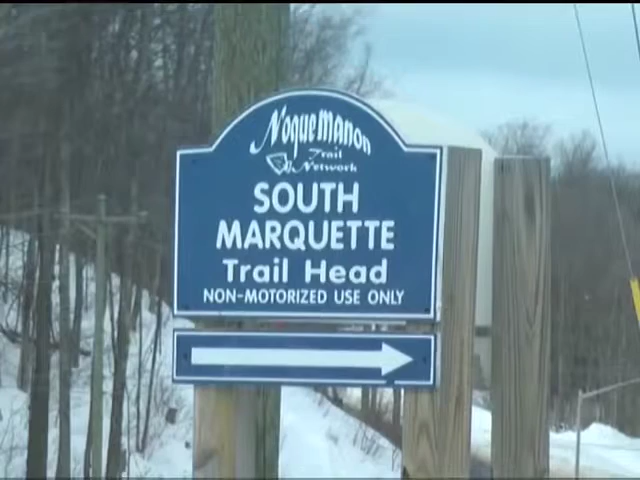 NoqueMANON
Trail
Network
SOUTH
MARQUETTE
Trail Head
NON-MOTORIZED USE ONLY